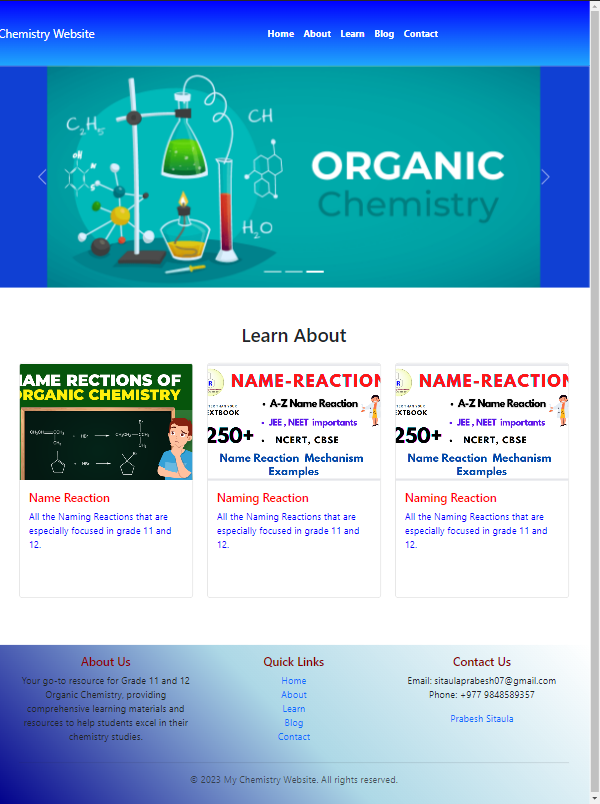 Chemistry Website
Home About Learn Blog Contact
C2H5
CH
oH
H2O
ORGANIC
Chemistry
Learn About
NAME RECTIONS OF
ORGANIC CHEMISTRY
Name Reaction
All the Naming Reactions that are
especially focused in grade 11 and
12.
NAME-REACTION
• A-Z Name Reaction
EXTBOOK
• JEE , NEET importants
250+
• NCERT, CBSE
Name Reaction Mechanism
Examples
Naming Reaction
All the Naming Reactions that are
especially focused in grade 11 and
12.
NAME-REACTION
• A-Z Name Reaction
EXTBOOK
• JEE , NEET importants
250+
• NCERT, CBSE
Name Reaction Mechanism
Examples
Naming Reaction
All the Naming Reactions that are
especially focused in grade 11 and
12.
About Us
Your go-to resource for Grade 11 and 12
Organic Chemistry, providing
comprehensive learning materials and
resources to help students excel in their
chemistry studies.
Quick Links
Home
About
Learn
Blog
Contact
Contact Us
Email: sitaulaprabesh07@gmail.com
Phone: +977 9848589357
Prabesh Sitaula
© 2023 My Chemistry Website. All rights reserved.